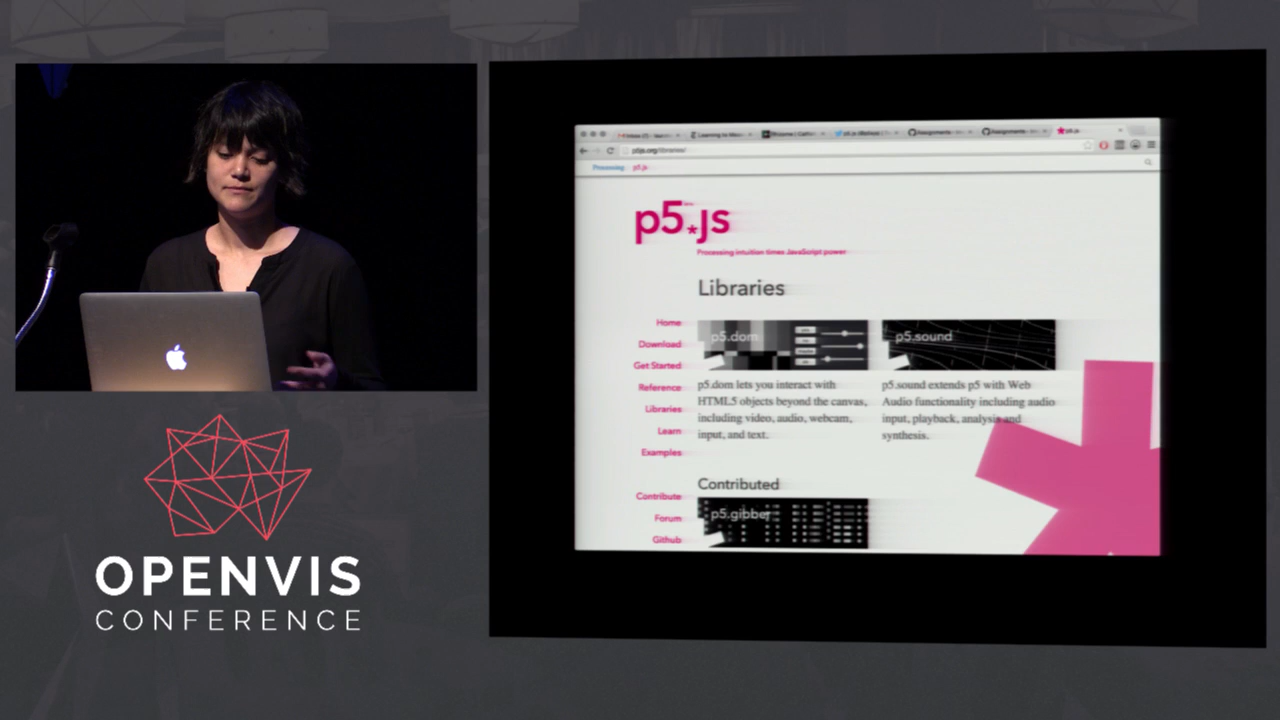 OPENVIS
CONFERENCE
p5js.org/libraries/
Processing p5.js
p5.js
Processing intuition times JavaScript power
Libraries
Home
Download
Get Started
Reference
Libraries
Learn
Examples
Contribute
Forum
Github
p5.dom
p5.dom lets you interact with
HTML5 objects beyond the canvas,
including video, audio, webcam,
input, and text.
p5.sound
p5.sound extends p5 with Web
Audio functionality including audio
input, playback, analysis and
synthesis.
Contributed
p5.gibber